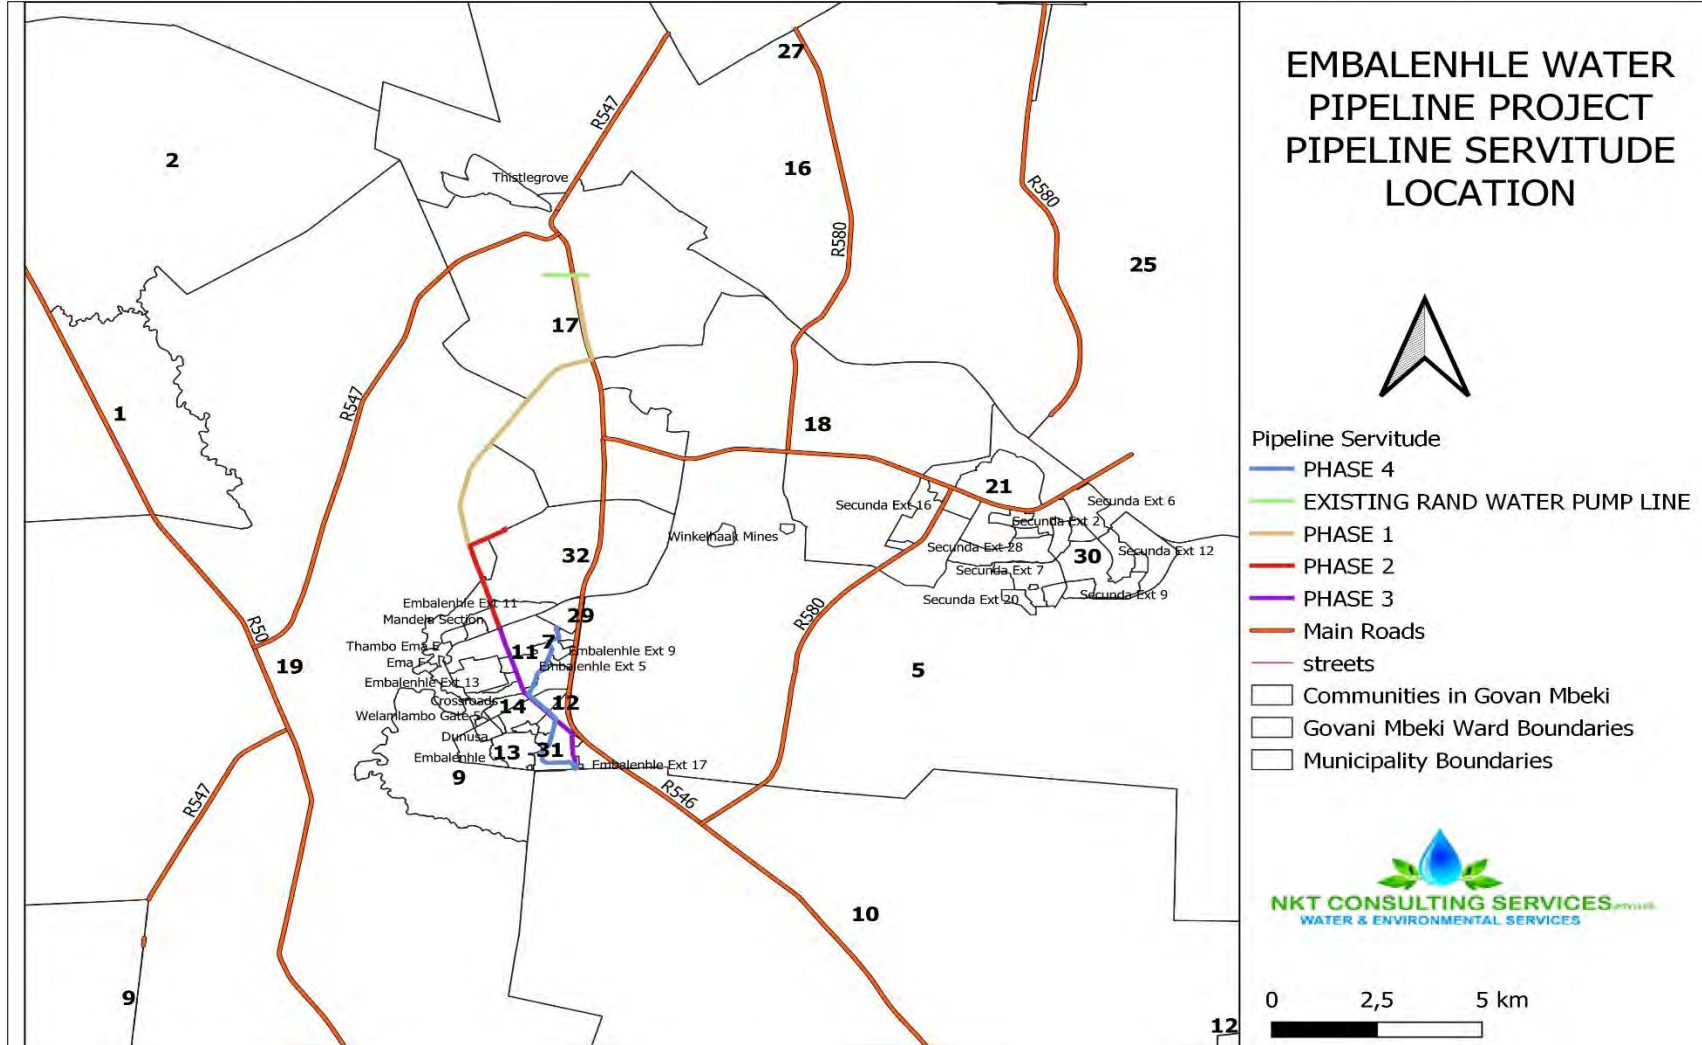 EMBALENHLE WATER
PIPELINE PROJECT
PIPELINE SERVITUDE
LOCATION
27
R547
2
16
Thistlegrove
R580
R580
25
17
1
R547
18
21
Secunda Ext 6
Secunda Ext 16
Secunda Ext 2
Winkelhaak Mines
Secunda Ext 28
32
30
Secunda Ext 12
Secunda Ext 7
Secunda Ext 20
Secunda Ext 9
Embalenhle Ext 11
29
R580
Mandela Section
R50
7
Thambo Ema E
11
Embalenhle Ext 9
Ema F
Embalenhle Ext 5
19
5
Embalenhle Ext 13
Crossroads
14
12
Welamlambo Gate 5
Dunusa
31
13
Embalenhle
Embalenhle Ext 17
9
R547
R546
10
9
12
Pipeline Servitude
PHASE 4
EXISTING RAND WATER PUMP LINE
PHASE 1
PHASE 2
PHASE 3
Main Roads
streets
Communities in Govan Mbeki
Govani Mbeki Ward Boundaries
Municipality Boundaries
NKT CONSULTING SERVICES
WATER & ENVIRONMENTAL SERVICES
0 2,5 5 km